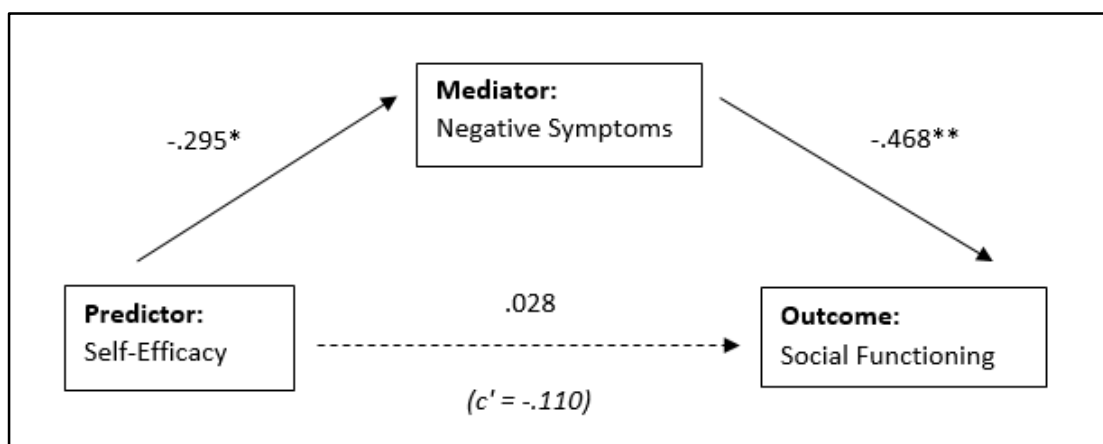 Mediator:
Negative Symptoms
-.295*
-.468**
Predictor:
Self-Efficacy
.028
(c' = -.110)
Outcome:
Social Functioning